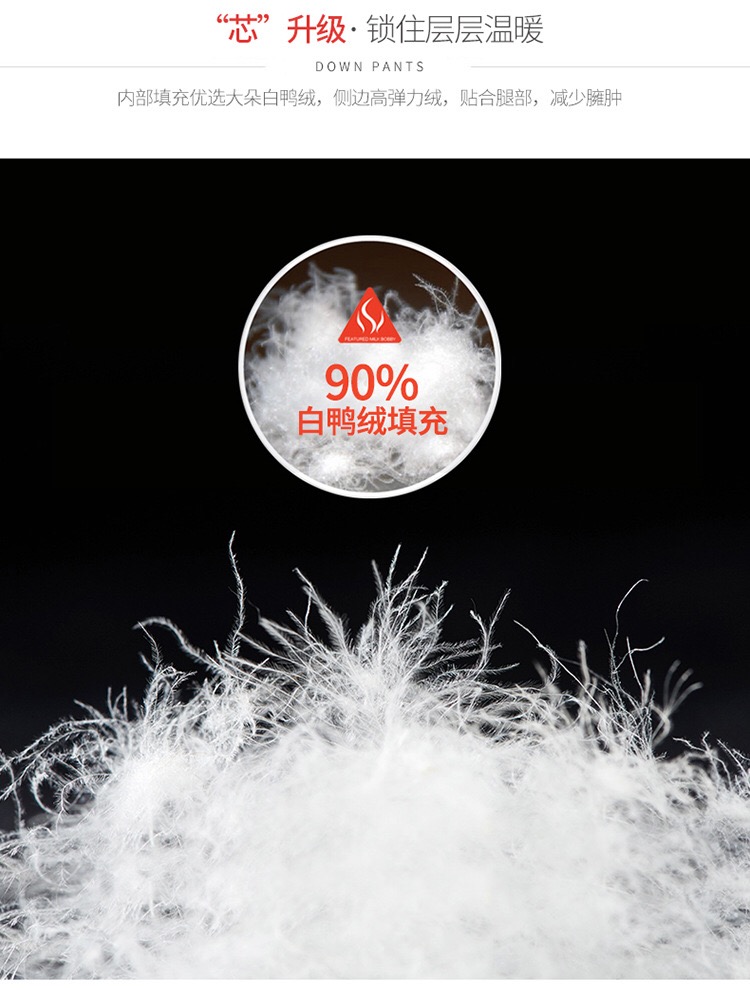 “芯”升级·锁住层层温暖
DOWN PANTS
内部填充优选大朵白鸭绒，侧边高弹力绒，贴合腿部，减少臃肿
FEATURED MILK BOBBY
90%
白鸭绒填充